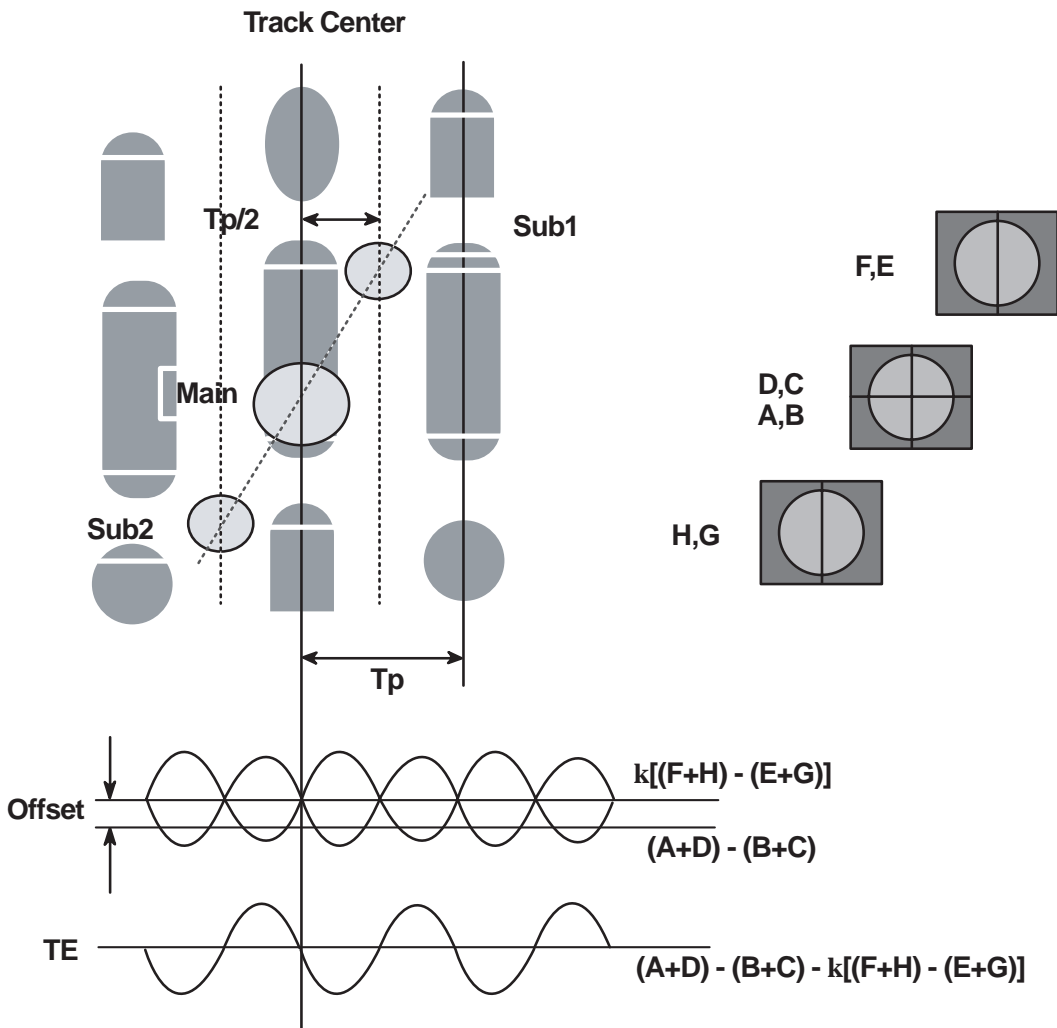 Track Center
Tp/2
Sub1
F,E
Main
D,C
A,B
Sub2
H,G
Tp
k[(F+H) - (E+G)]
Offset
(A+D) - (B+C)
TE
(A+D) - (B+C) - k[(F+H) - (E+G)]